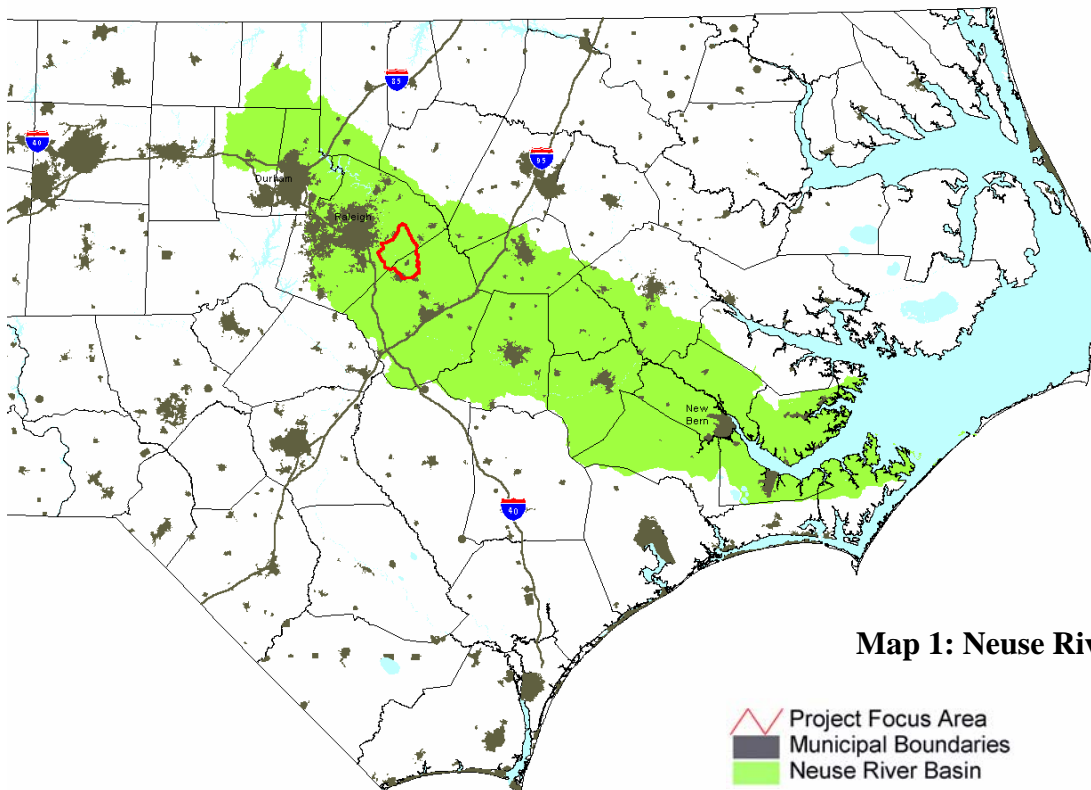 85
40
95
Durham
Raleigh
New
Bern
40
Map 1: Neuse Riv
Project Focus Area
Municipal Boundaries
Neuse River Basin